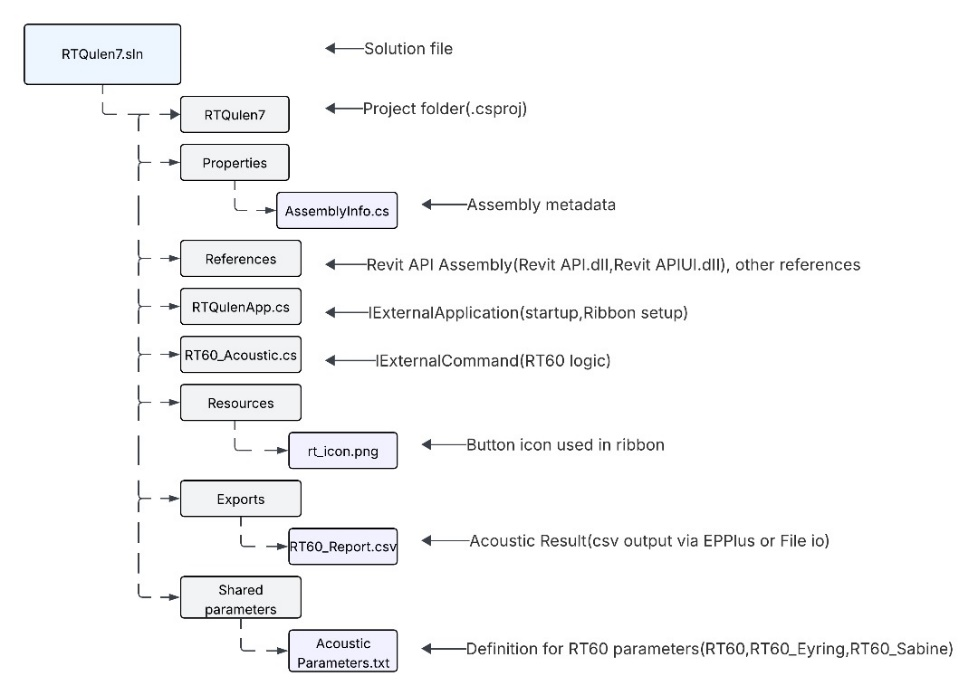 RTQulen7.sln
Solution file
RTQulen7
Project folder(.csproj)
Properties
AssemblyInfo.cs
Assembly metadata
References
Revit API Assembly(Revit API.dll,Revit APIUI.dll), other references
RTQulenApp.cs
IExternalApplication(startup,Ribbon setup)
RT60_Acoustic.cs
IExternalCommand(RT60 logic)
Resources
rt_icon.png
Button icon used in ribbon
Exports
RT60_Report.csv
Acoustic Result(csv output via EPPlus or File io)
Shared
parameters
Acoustic
Parameters.txt
Definition for RT60 parameters(RT60,RT60_Eyring,RT60_Sabine)